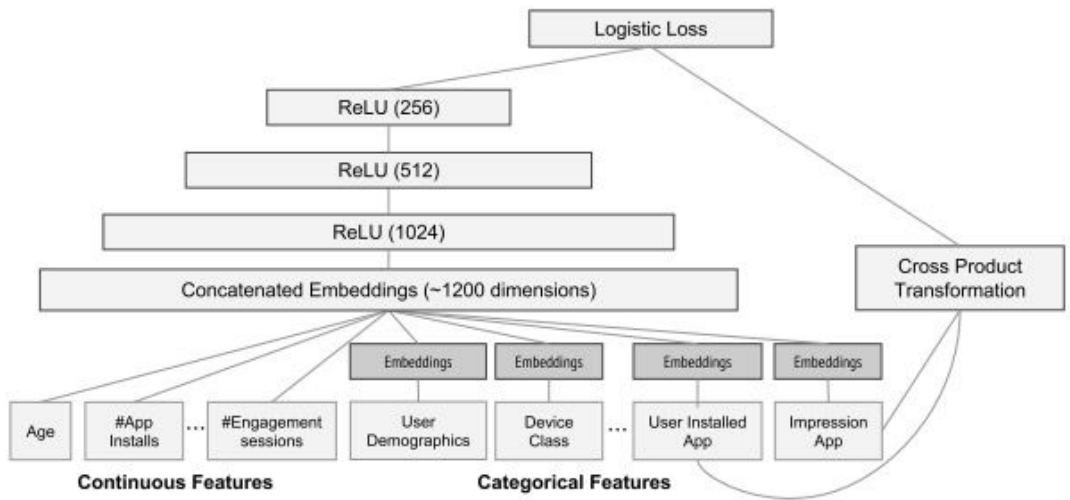 Logistic Loss
ReLU (256)
ReLU (512)
ReLU (1024)
Cross Product
Transformation
Concatenated Embeddings (~1200 dimensions)
Embeddings
Embeddings
Embeddings
Embeddings
Age
#App
Installs
...
#Engagement
sessions
User
Demographics
Device
Class
...
User Installed
App
Impression
App
Continuous Features
Categorical Features